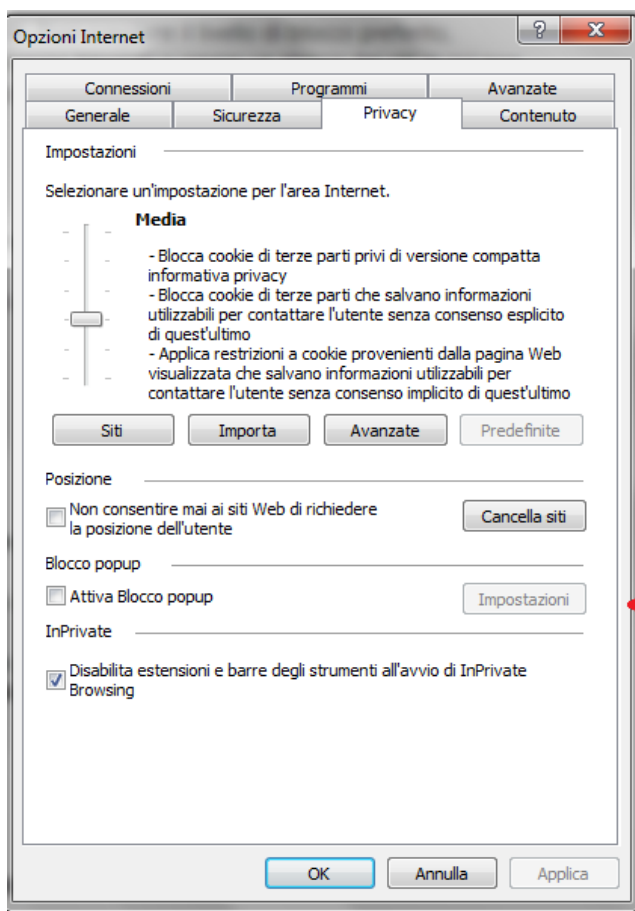 Opzioni Internet
Connessioni
Programmi
Avanzate
Generale
Sicurezza
Privacy
Contenuto
Impostazioni
Selezionare un'impostazione per l'area Internet.
Media
- Blocca cookie di terze parti privi di versione compatta
informativa privacy
- Blocca cookie di terze parti che salvano informazioni
utilizzabili per contattare l'utente senza consenso esplicito
di quest'ultimo
- Applica restrizioni a cookie provenienti dalla pagina Web
visualizzata che salvano informazioni utilizzabili per
contattare l'utente senza consenso implicito di quest'ultimo
Siti
Importa
Avanzate
Predefinite
Posizione
Non consentire mai ai siti Web di richiedere
la posizione dell'utente
Cancella siti
Blocco popup
Attiva Blocco popup
Impostazioni
InPrivate
Disabilita estensioni e barre degli strumenti all'avvio di InPrivate
Browsing
OK
Annulla
Applica